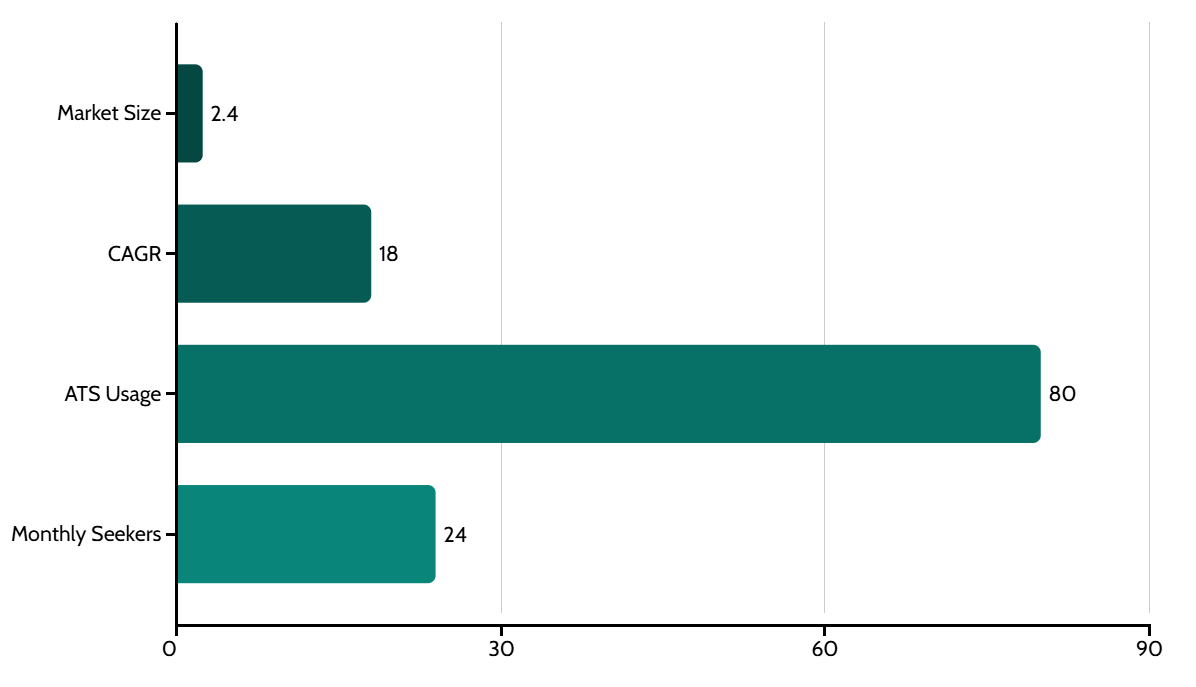 Market Size 2.4
CAGR 18
ATS Usage 80
Monthly Seekers 24
0 30 60 90